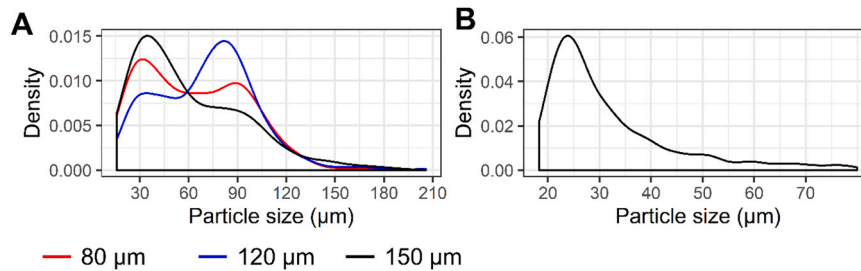 A
B
Density
0.015
0.010
0.005
0.000
30 60 90 120 150 180 210
Particle size (µm)
Density
0.06
0.04
0.02
0.00
20 30 40 50 60 70
Particle size (µm)
80 µm 120 µm 150 µm